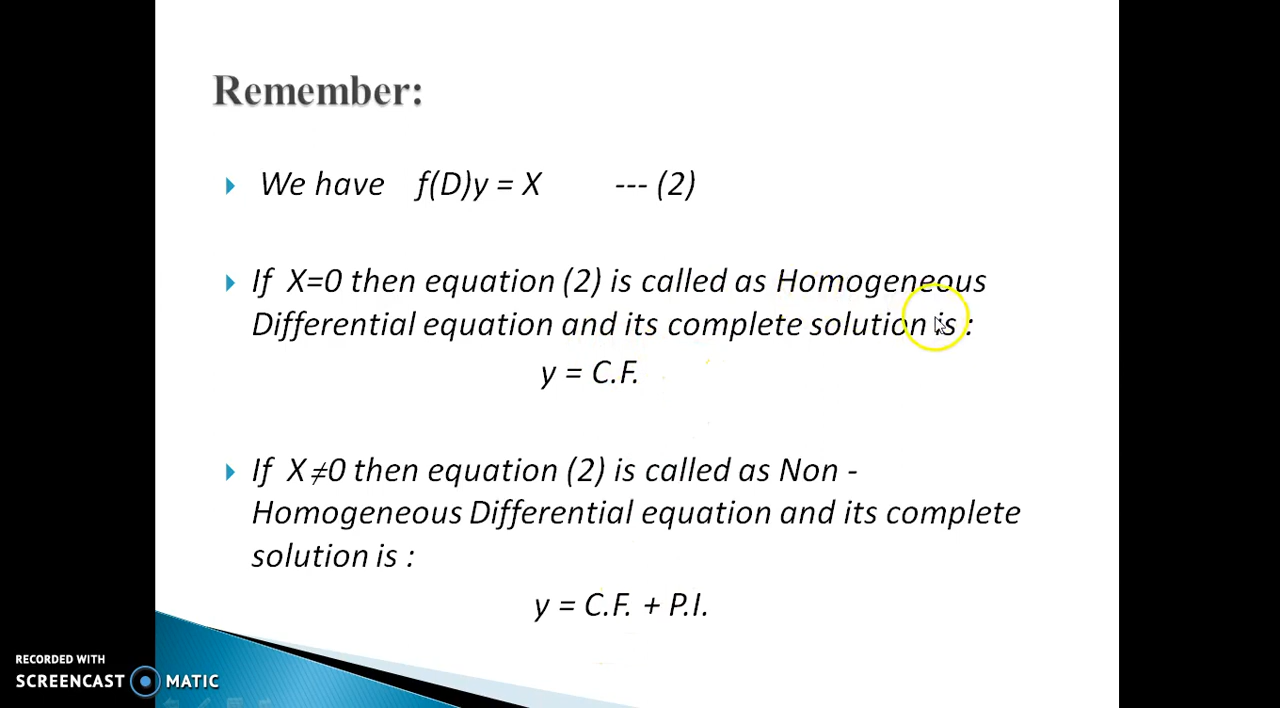 Remember:
We have f(D)y = X --- (2)
If X=0 then equation (2) is called as Homogeneous
Differential equation and its complete solution is :
y = C.F.
If X ≠0 then equation (2) is called as Non -
Homogeneous Differential equation and its complete
solution is :
y = C.F. + P.I.
RECORDED WITH
SCREENCAST MATIC